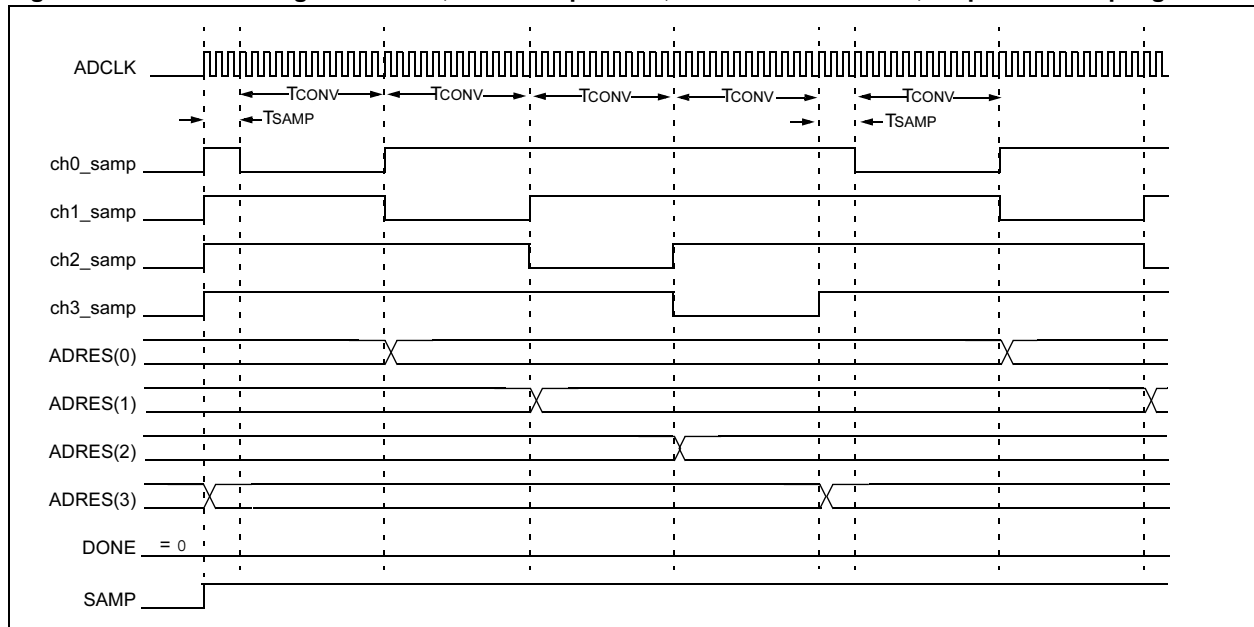 ADCLK
TCONV TCONV TCONV TCONV TCONV
TSAMP TSAMP
ch0_samp
ch1_samp
ch2_samp
ch3_samp
ADRES(0)
ADRES(1)
ADRES(2)
ADRES(3)
DONE = 0
SAMP